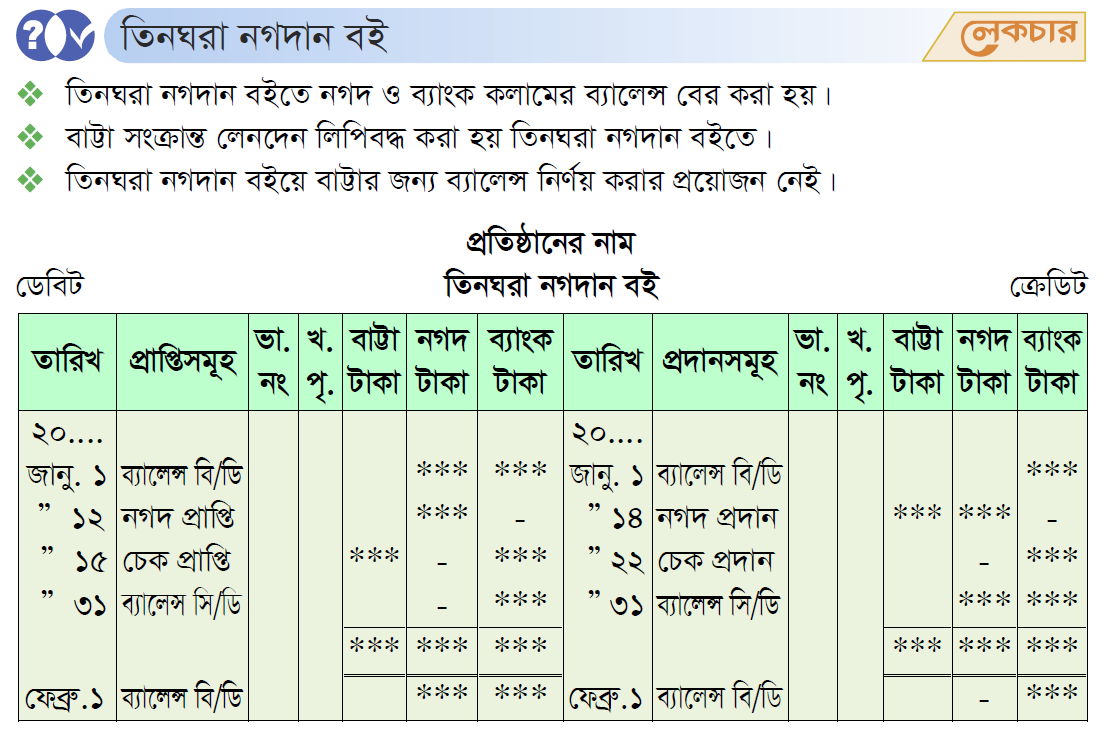 ?
তিনঘরা নগদান বই
লেকচার
❖ তিনঘরা নগদান বইতে নগদ ও ব্যাংক কলামের ব্যালেন্স বের করা হয়।
❖ বাট্টা সংক্রান্ত লেনদেন লিপিবদ্ধ করা হয় তিনঘরা নগদান বইতে।
❖ তিনঘরা নগদান বইয়ে বাট্টার জন্য ব্যালেন্স নির্ণয় করার প্রয়োজন নেই।
প্রতিষ্ঠানের নাম
ডেবিট তিনঘরা নগদান বই ক্রেডিট
তারিখ প্রাপ্তিসমূহ ভা. নং খ. পৃ. বাট্টা টাকা নগদ টাকা ব্যাংক টাকা তারিখ প্রদানসমূহ ভা. নং খ. পৃ. বাট্টা টাকা নগদ টাকা ব্যাংক টাকা
২০.... ২০....
জানু. ১ ব্যালেন্স বি/ডি *** *** জানু. ১ ব্যালেন্স বি/ডি ***
” ১২ নগদ প্রাপ্তি *** - ” ১৪ নগদ প্রদান *** *** -
” ১৫ চেক প্রাপ্তি *** - *** ” ২২ চেক প্রদান - ***
” ৩১ ব্যালেন্স সি/ডি - *** ” ৩১ ব্যালেন্স সি/ডি *** ***
*** *** *** *** *** ***
ফেব্রু.১ ব্যালেন্স বি/ডি *** *** ফেব্রু.১ ব্যালেন্স বি/ডি - ***